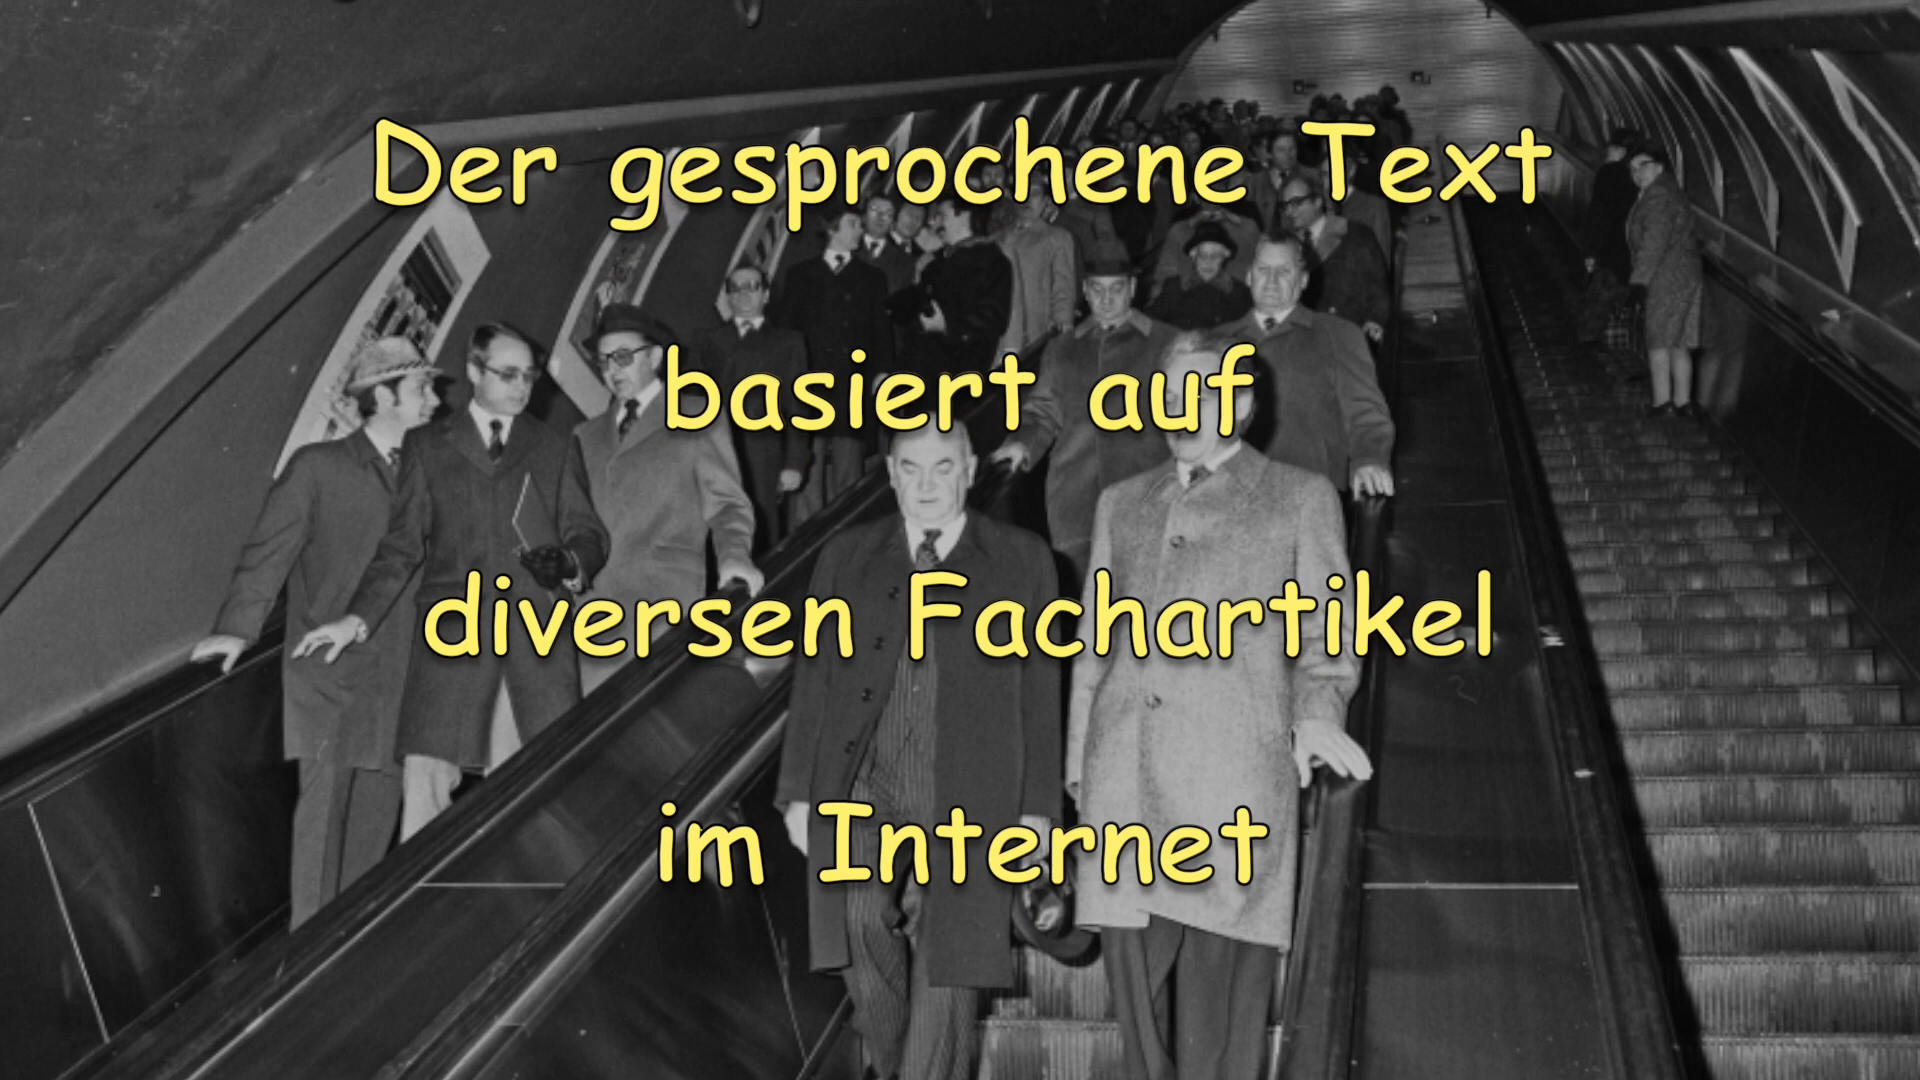 Der gesprochene Text
basiert auf
diversen Fachartikel
im Internet